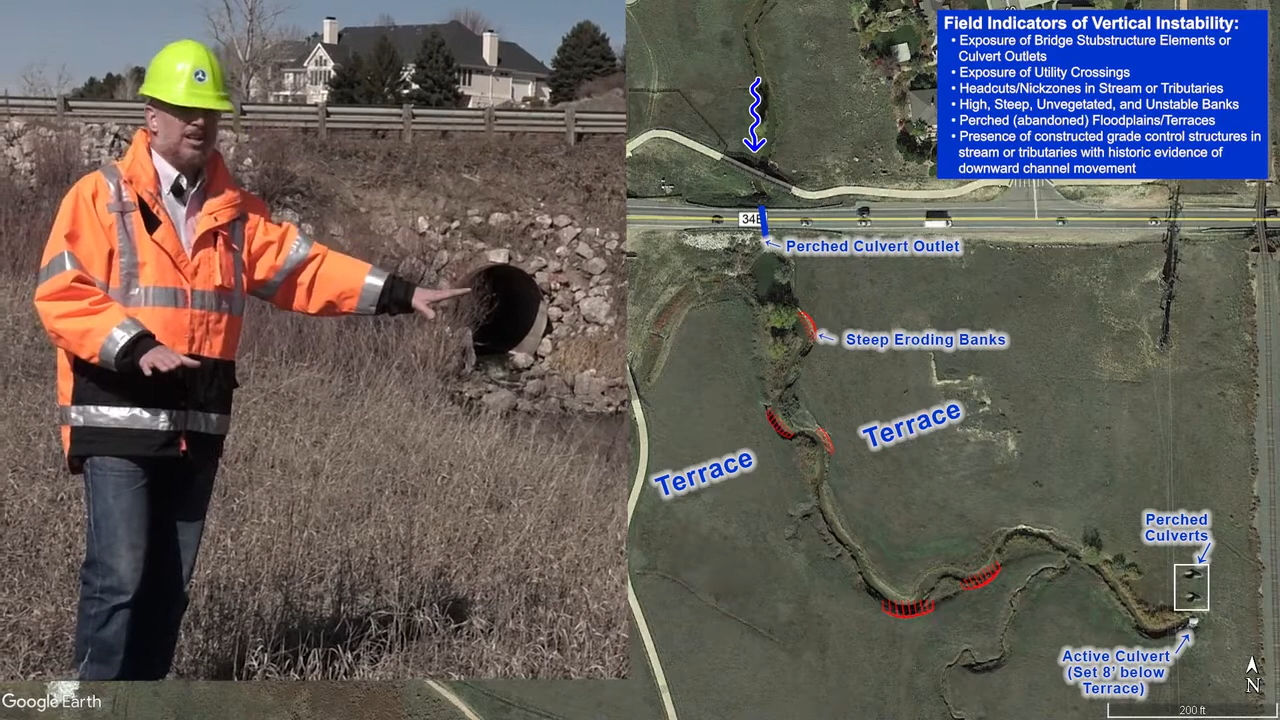 Field Indicators of Vertical Instability:
• Exposure of Bridge Stubstructure Elements or
Culvert Outlets
• Exposure of Utility Crossings
• Headcuts/Nickzones in Stream or Tributaries
• High, Steep, Unvegetated, and Unstable Banks
• Perched (abandoned) Floodplains/Terraces
• Presence of constructed grade control structures in
stream or tributaries with historic evidence of
downward channel movement
Perched Culvert Outlet
Steep Eroding Banks
Terrace
Terrace
Perched
Culverts
Active Culvert
(Set 8' below
Terrace)
N
200 ft
Google Earth